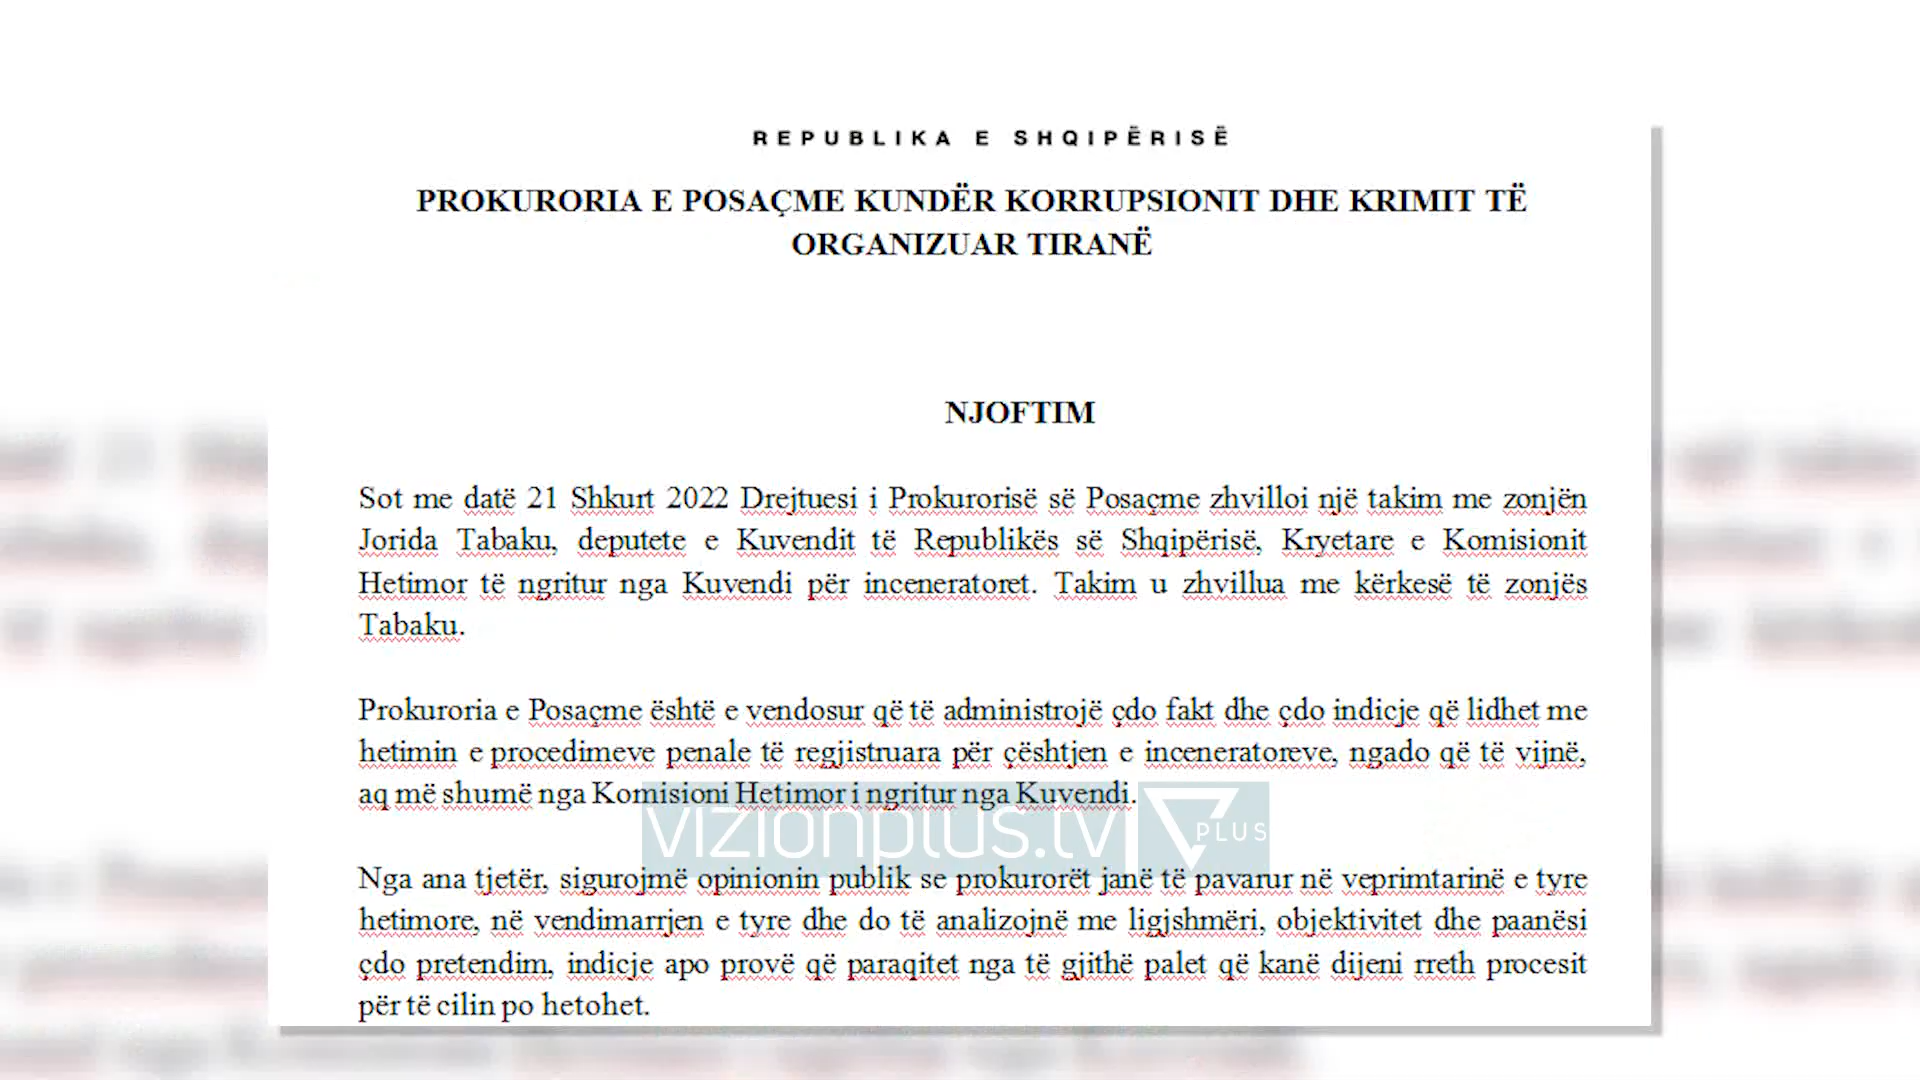 REPUBLIKA E SHQIPËRISË
PROKURORIA E POSAÇME KUNDËR KORRUPSIONIT DHE KRIMIT TË
ORGANIZUAR TIRANË
NJOFTIM
Sot me datë 21 Shkurt 2022 Drejtuesi i Prokurorisë së Posaçme zhvilloi një takim me zonjën
Jorida Tabaku, deputete e Kuvendit të Republikës së Shqipërisë, Kryetare e Komisionit
Hetimor të ngritur nga Kuvendi për inceneratoret. Takim u zhvillua me kërkesë të zonjës
Tabaku.
Prokuroria e Posaçme është e vendosur që të administrojë çdo fakt dhe çdo indicje që lidhet me
hetimin e procedimeve penale të regjistruara për çështjen e inceneratoreve, ngado që të vijnë,
aq më shumë nga Komisioni Hetimor i ngritur nga Kuvendi.
vizionplus.tv PLUS
Nga ana tjetër, sigurojmë opinionin publik se prokurorët janë të pavarur në veprimtarinë e tyre
hetimore, në vendimarrjen e tyre dhe do të analizojnë me ligjshmëri, objektivitet dhe paanësi
çdo pretendim, indicje apo provë që paraqitet nga të gjithë palet që kanë dijeni rreth procesit
për të cilin po hetohet.